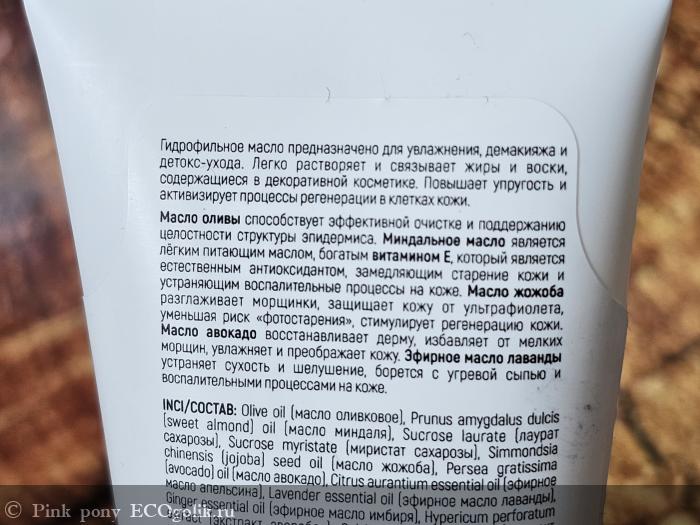 Гидрофильное масло предназначено для увлажнения, демакияжа и
детокс-ухода. Легко растворяет и связывает жиры и воски,
содержащиеся в декоративной косметике. Повышает упругость и
активизирует процессы регенерации в клетках кожи.
Масло оливы способствует эффективной очистке и поддержанию
целостности структуры эпидермиса. Миндальное масло является
лёгким питающим маслом, богатым витамином Е, который является
естественным антиоксидантом, замедляющим старение кожи и
устраняющим воспалительные процессы на коже. Масло жожоба
разглаживает морщинки, защищает кожу от ультрафиолета,
уменьшая риск «фотостарения», стимулирует регенерацию кожи.
Масло авокадо восстанавливает дерму, избавляет от мелких
морщин, увлажняет и преображает кожу. Эфирное масло лаванды
устраняет сухость и шелушение, борется с угревой сыпью и
воспалительными процессами на коже.
INCI/СОСТАВ: Olive oil (масло оливковое), Prunus amygdalus dulcis
(sweet almond) oil (масло миндаля), Sucrose laurate (лаурат
сахарозы), Sucrose myristate (миристат сахарозы), Simmondsia
chinensis (jojoba) seed oil (масло жожоба), Persea gratissima
(avocado) oil (масло авокадо), Citrus aurantium essential oil (эфирное
масло апельсина), Lavender essential oil (эфирное масло лаванды),
Ginger essential oil (эфирное масло имбиря), Hypericum perforatum
© Pink pony ECOgolik.ru